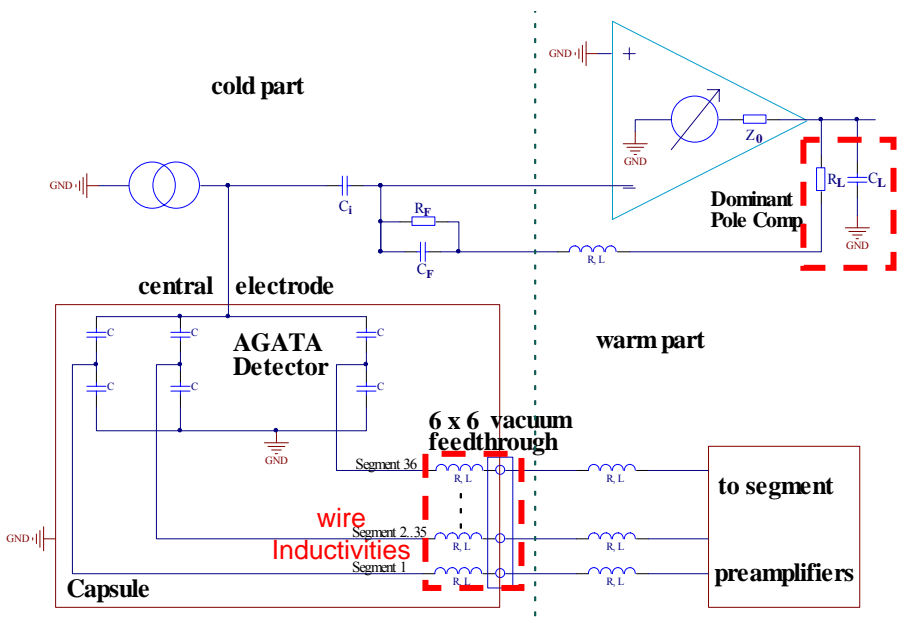 cold part
GND
+
GND
Z0
GND
Ci
−
RF
CF
R, L
Dominant
Pole Comp
RL
CL
GND
central electrode
AGATA
Detector
C
C
C
C
C
C
GND
warm part
6 x 6 vacuum
feedthrough
Segment 36
R, L
R, L
to segment
wire
Inductivities
Segment 2..35
R, L
R, L
GND
Segment 1
R, L
R, L
preamplifiers
Capsule